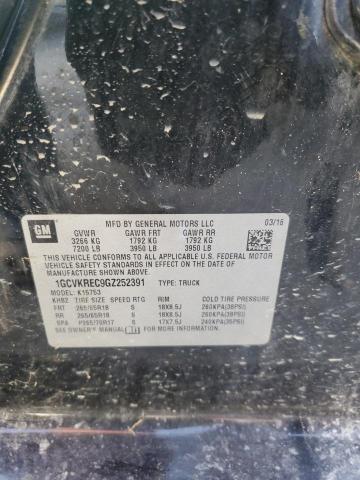 GM
MFD BY GENERAL MOTORS LLC 03/16
GVWR GAWR FRT GAWR RR
3266 KG 1792 KG 1792 KG
7200 LB 3950 LB 3950 LB
THIS VEHICLE CONFORMS TO ALL APPLICABLE U.S. FEDERAL MOTOR
VEHICLE SAFETY STANDARDS IN EFFECT ON THE DATE OF
MANUFACTURE SHOWN ABOVE.
1GCVKREC9GZ252391 TYPE: TRUCK
MODEL: K15753
TIRE SIZE SPEED RTG RIM COLD TIRE PRESSURE
FRT 265/65R18 S 18X8.5J 260KPA(38PSI)
RR 265/65R18 S 18X8.5J 260KPA(38PSI)
SPA P265/70R17 S 17X7.5J 240KPA(35PSI)
SEE OWNER'S MANUAL FOR MORE INFORMATION.